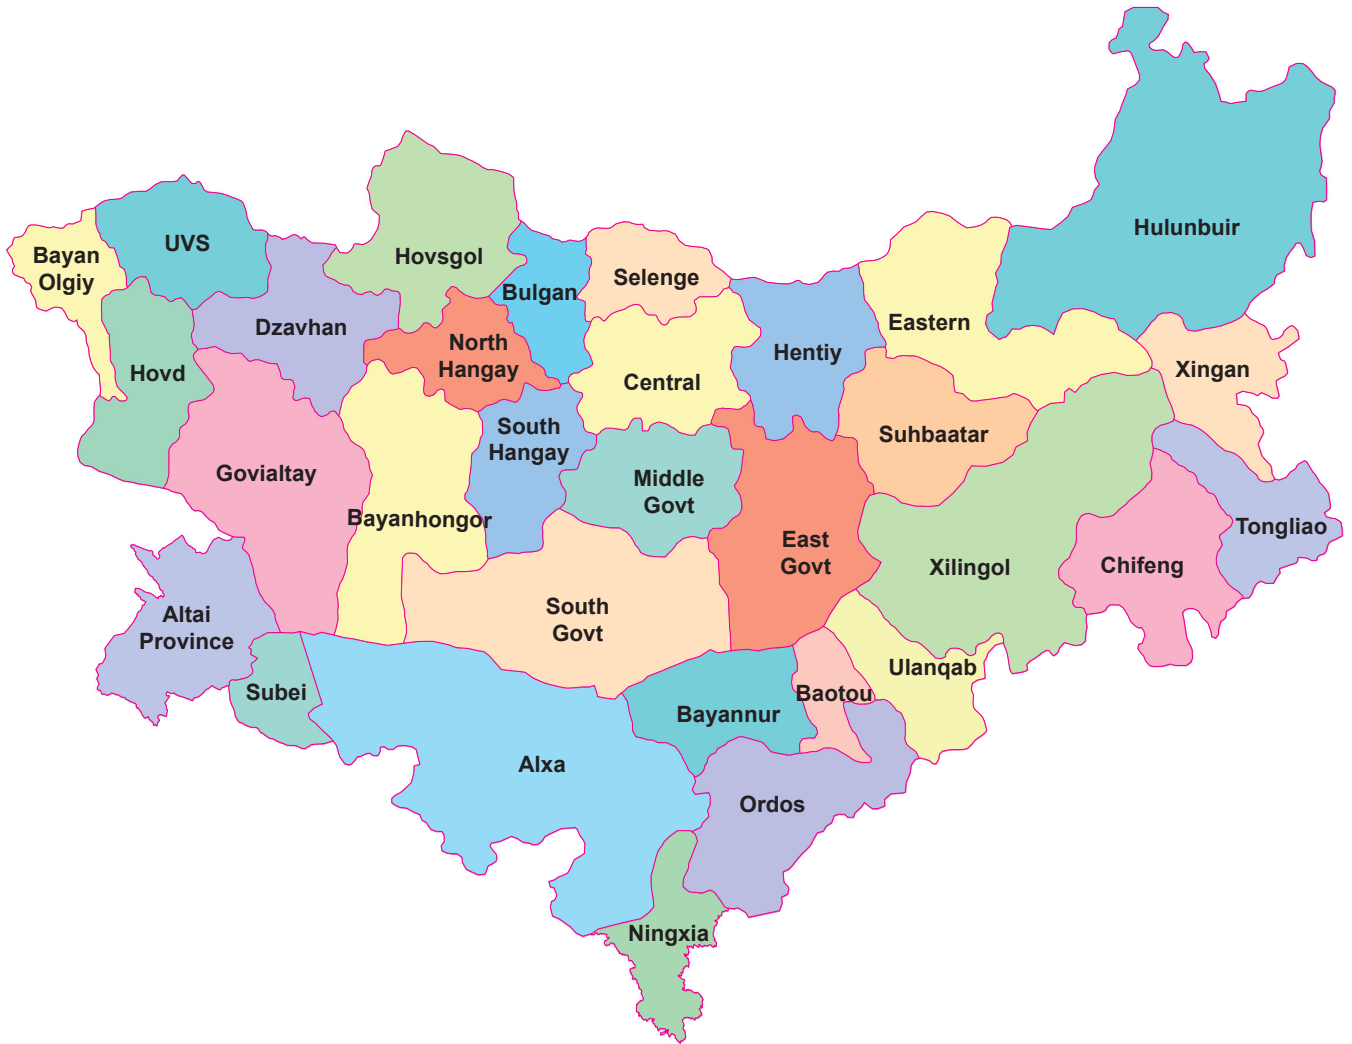 Hulunbuir
UVS
Bayan
Olgiy
Hovsgol
Selenge
Bulgan
Dzavhan
Eastern
North
Hangay
Hentiy
Xingan
Hovd
Central
South
Hangay
Suhbaatar
Govialtay
Middle
Govt
Bayanhongor
Tongliao
East
Govt
Xilingol
Chifeng
Altai
Province
South
Govt
Ulanqab
Subei
Baotou
Bayannur
Alxa
Ordos
Ningxia